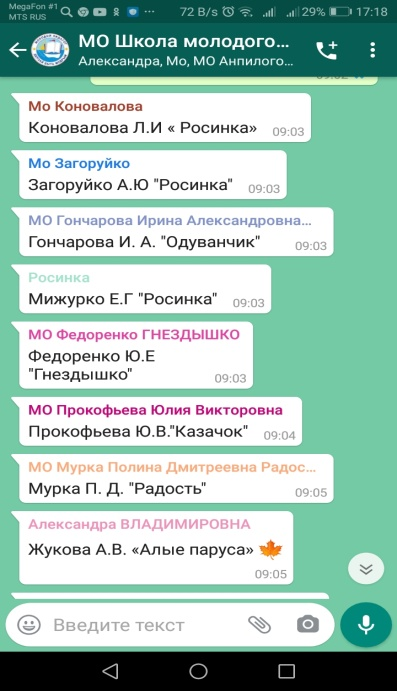 MegaFon #1
MTS RUS
72 B/s
29%
17:18
МО Школа молодого...
Александра, Мо, МО Анпилого...
Мо Коновалова
Коновалова Л.И « Росинка»
09:03
Мо Загоруйко
Загоруйко А.Ю "Росинка"
09:03
МО Гончарова Ирина Александровна...
Гончарова И. А. "Одуванчик"
09:03
Росинка
Мижурко Е.Г "Росинка"
09:03
МО Федоренко ГНЕЗДЫШКО
Федоренко Ю.Е
"Гнездышко"
09:03
МО Прокофьева Юлия Викторовна
Прокофьева Ю.В."Казачок"
09:04
МО Мурка Полина Дмитреевна Радос...
Мурка П. Д. "Радость"
09:05
Александра ВЛАДИМИРОВНА
Жукова А.В. «Алые паруса» 🍁
09:05
Введите текст